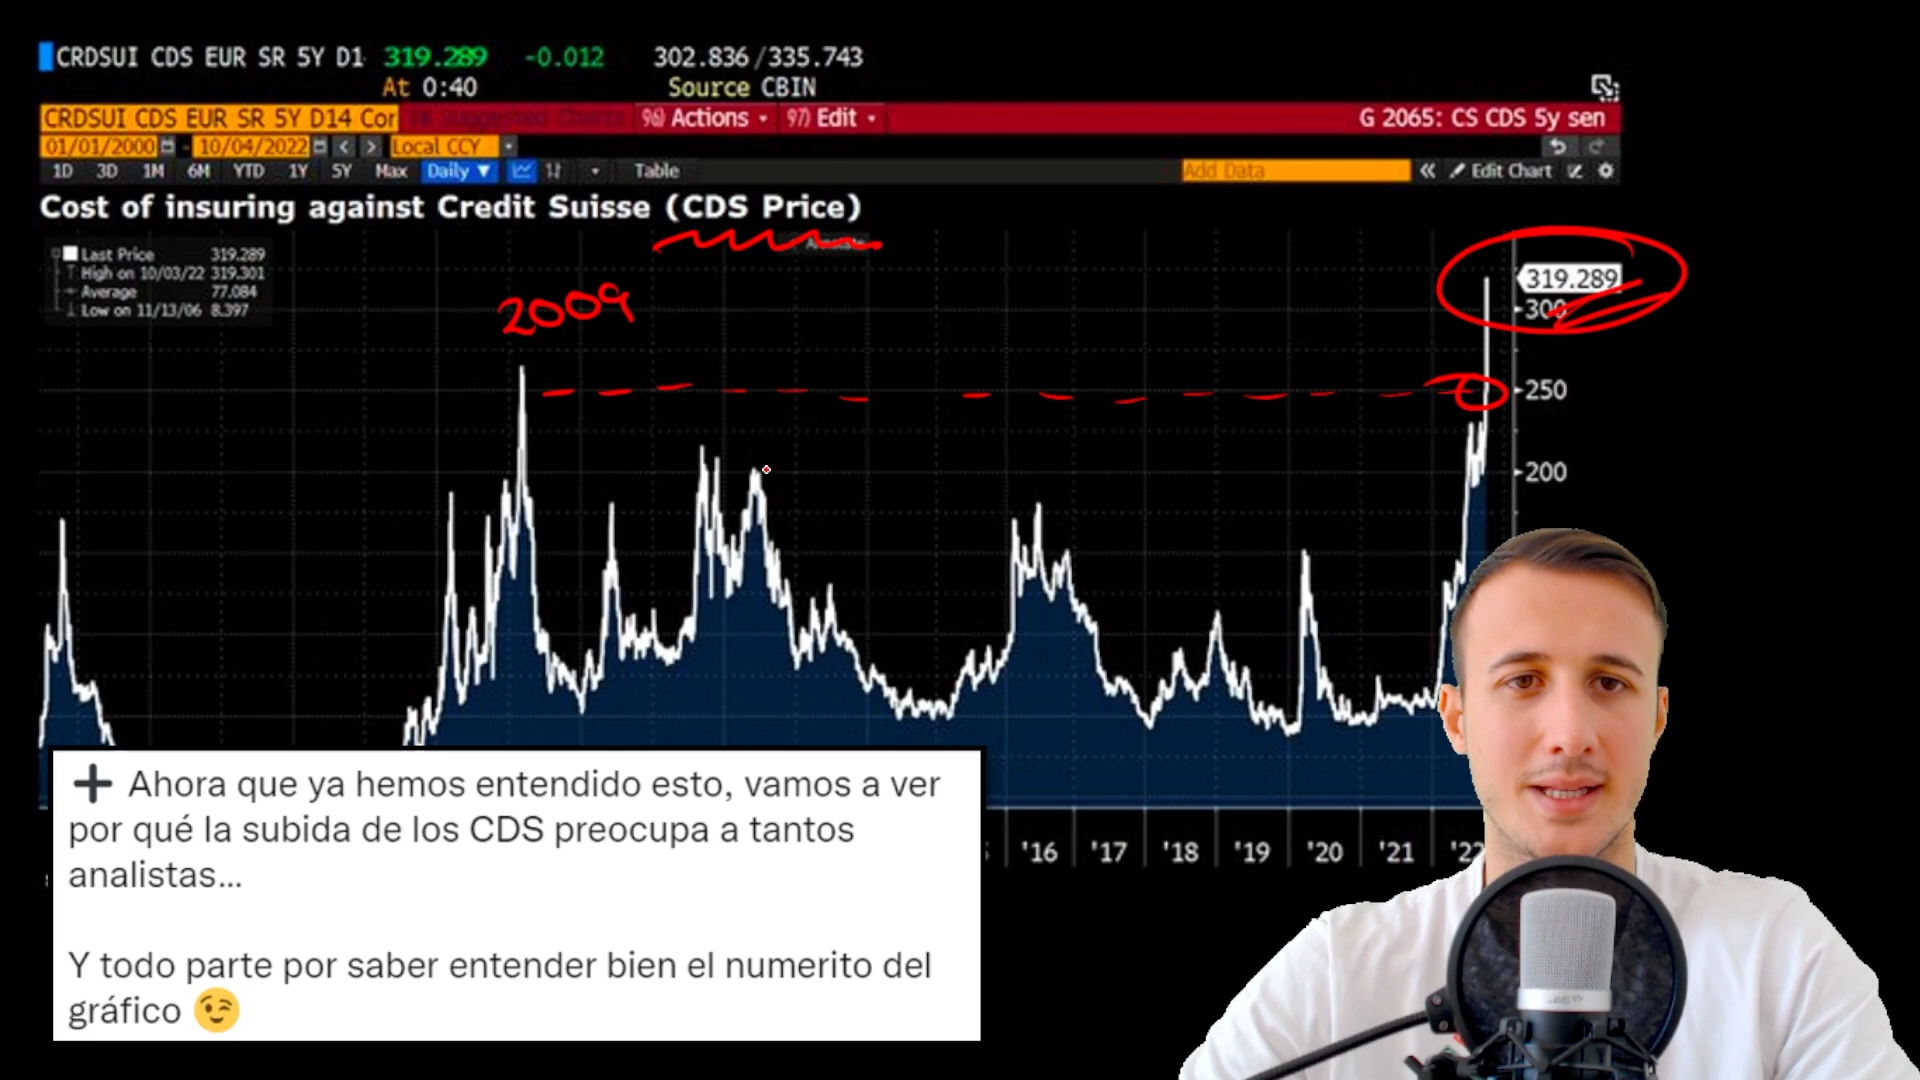 CRDSUI CDS EUR SR 5Y D1 319.289 -0.012 302.836/335.743
At 0:40 Source CBIN
CRDSUI CDS EUR SR 5Y D14 Cor 96) Actions 97) Edit G 2065: CS CDS 5y sen
01/01/2000 - 10/04/2022 Local CCY
1D 3D 1M 6M YTD 1Y 5Y Max Daily Table Add Data Edit Chart
Cost of insuring against Credit Suisse (CDS Price)
Last Price 319.289
High on 10/03/22 319.301
Average 77.084
Low on 11/13/06 8.397
2009
319.289
300
250
200
'16 '17 '18 '19 '20 '21 '22
Ahora que ya hemos entendido esto, vamos a ver
por qué la subida de los CDS preocupa a tantos
analistas...
Y todo parte por saber entender bien el numerito del
gráfico 😉